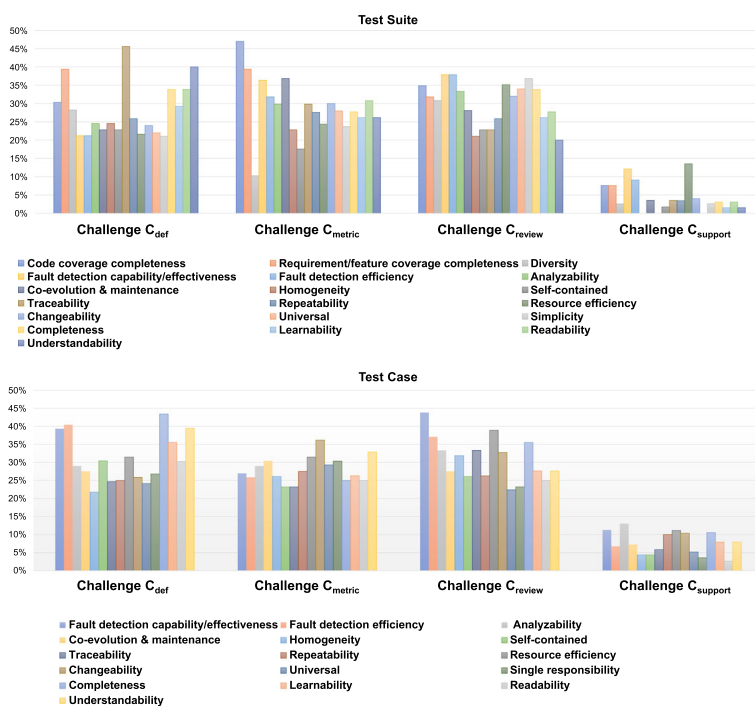 Test Suite
50%
45%
40%
35%
30%
25%
20%
15%
10%
5%
0%
Challenge Cdef Challenge Cmetric Challenge Creview Challenge Csupport
Code coverage completeness Requirement/feature coverage completeness Diversity
Fault detection capability/effectiveness Fault detection efficiency Analyzability
Co-evolution & maintenance Homogeneity Self-contained
Traceability Repeatability Resource efficiency
Changeability Universal Simplicity
Completeness Learnability Readability
Understandability
Test Case
50%
45%
40%
35%
30%
25%
20%
15%
10%
5%
0%
Challenge Cdef Challenge Cmetric Challenge Creview Challenge Csupport
Fault detection capability/effectiveness Fault detection efficiency Analyzability
Co-evolution & maintenance Homogeneity Self-contained
Traceability Repeatability Resource efficiency
Changeability Universal Single responsibility
Completeness Learnability Readability
Understandability